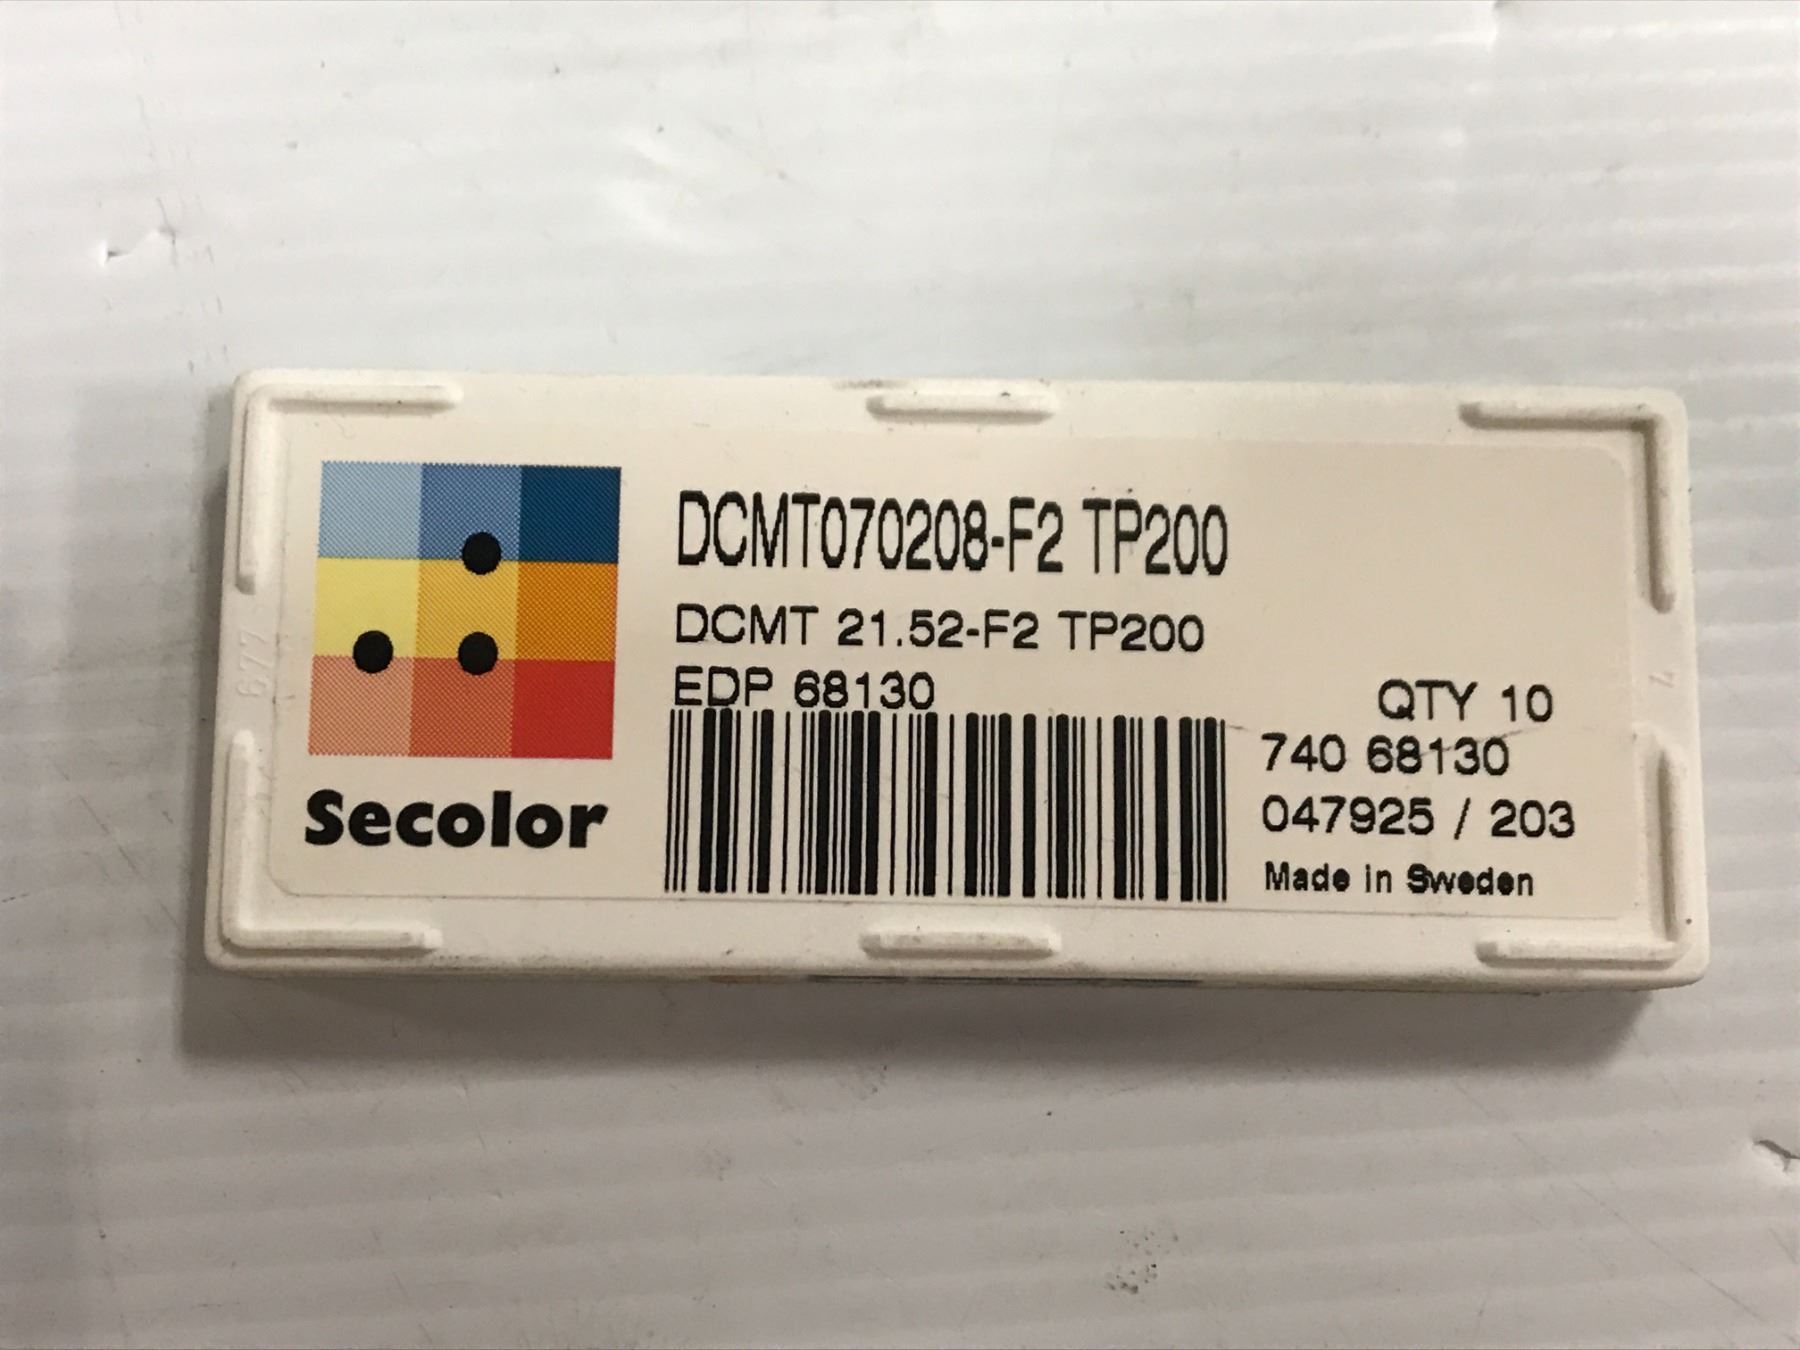 DCMT070208-F2 TP200
DCMT 21.52-F2 TP200
EDP 68130
QTY 10
740 68130
047925 / 203
Made in Sweden
Secolor
677